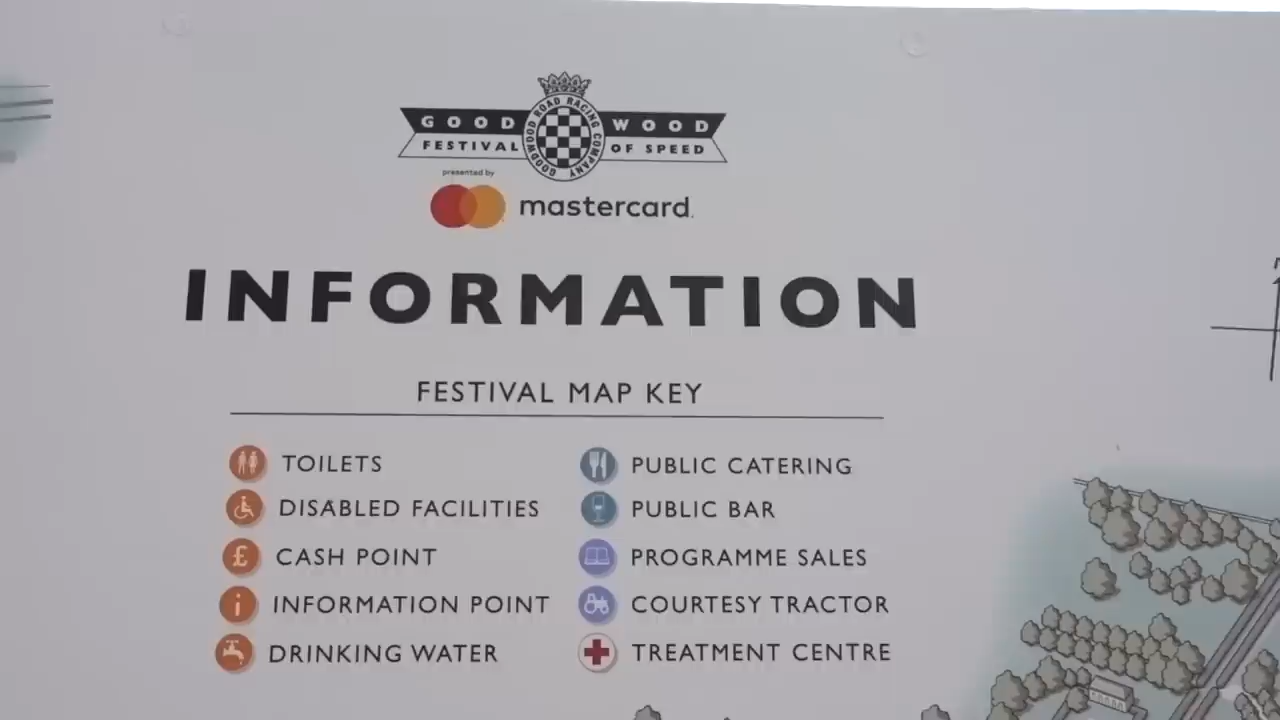 GOOD WOOD
FESTIVAL OF SPEED
GOODWOOD ROAD RACING COMPANY
presented by
mastercard.
INFORMATION
FESTIVAL MAP KEY
TOILETS
DISABLED FACILITIES
£ CASH POINT
i INFORMATION POINT
DRINKING WATER
PUBLIC CATERING
PUBLIC BAR
PROGRAMME SALES
COURTESY TRACTOR
TREATMENT CENTRE